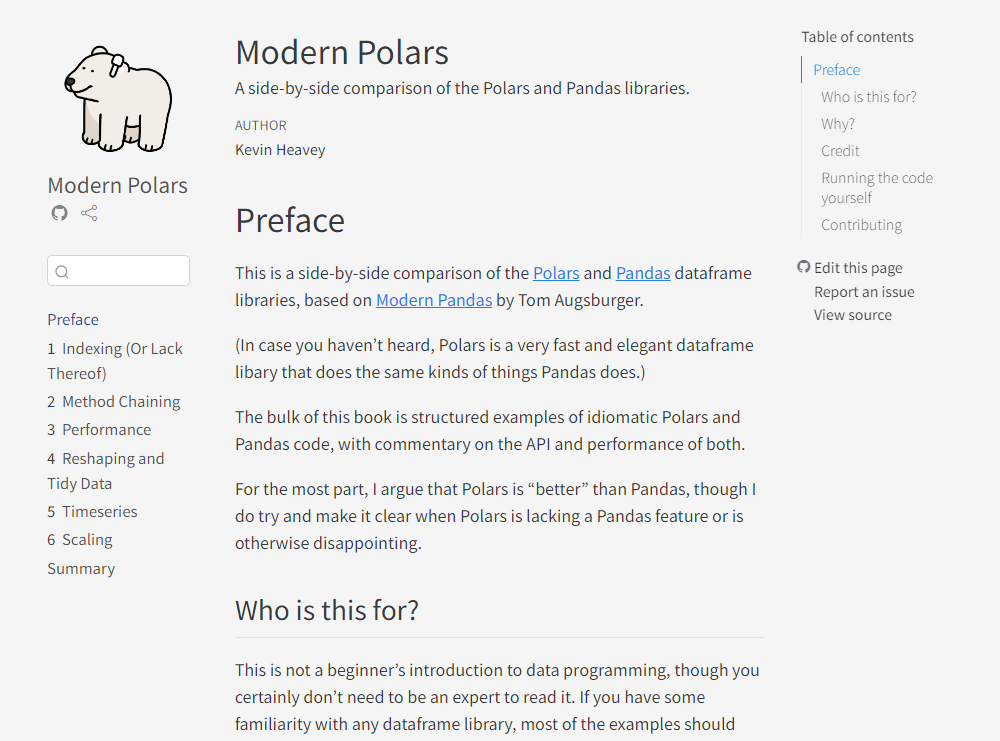 Modern Polars
Preface
1 Indexing (Or Lack
Thereof)
2 Method Chaining
3 Performance
4 Reshaping and
Tidy Data
5 Timeseries
6 Scaling
Summary
Modern Polars
A side-by-side comparison of the Polars and Pandas libraries.
AUTHOR
Kevin Heavey
Preface
This is a side-by-side comparison of the Polars and Pandas dataframe
libraries, based on Modern Pandas by Tom Augsburger.
(In case you haven’t heard, Polars is a very fast and elegant dataframe
libary that does the same kinds of things Pandas does.)
The bulk of this book is structured examples of idiomatic Polars and
Pandas code, with commentary on the API and performance of both.
For the most part, I argue that Polars is “better” than Pandas, though I
do try and make it clear when Polars is lacking a Pandas feature or is
otherwise disappointing.
Who is this for?
This is not a beginner’s introduction to data programming, though you
certainly don’t need to be an expert to read it. If you have some
familiarity with any dataframe library, most of the examples should
Table of contents
Preface
Who is this for?
Why?
Credit
Running the code
yourself
Contributing
Edit this page
Report an issue
View source